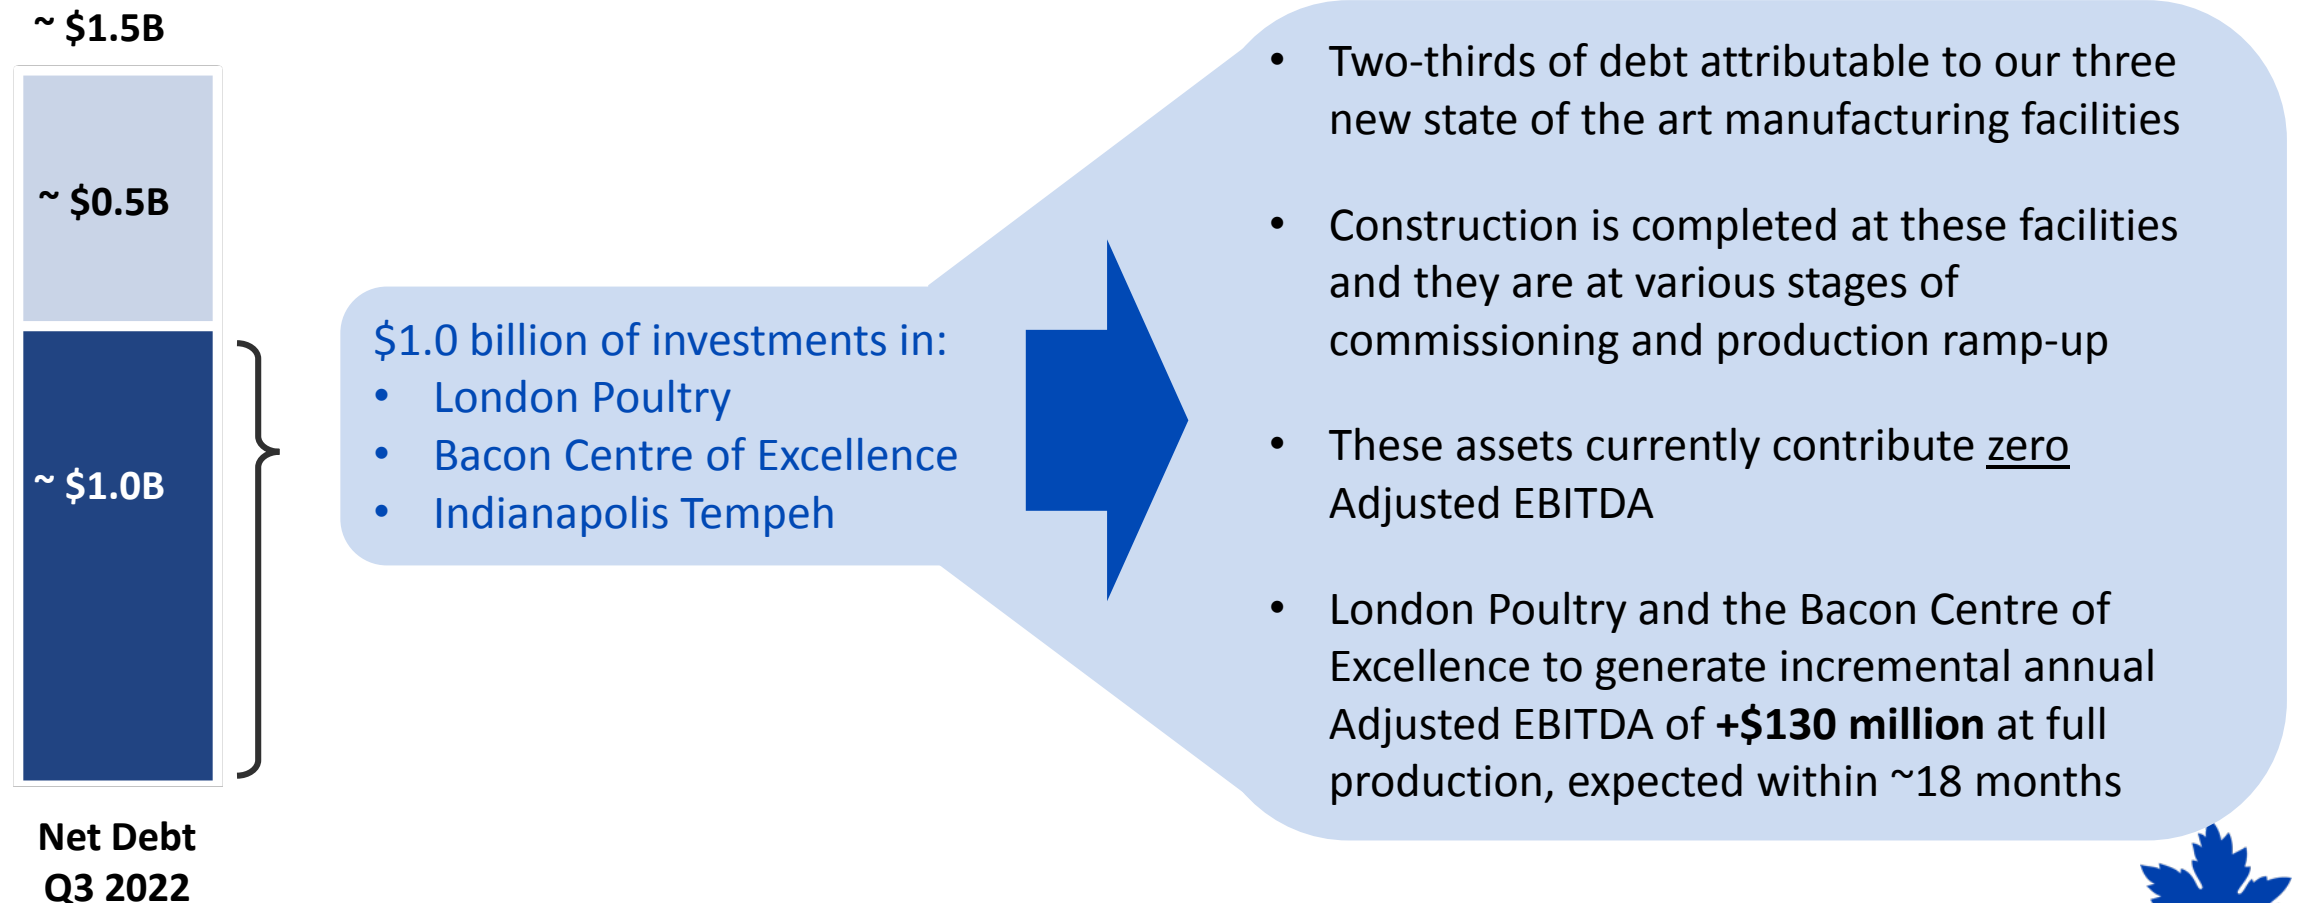 ~ $1.5B
~ $0.5B
~ $1.0B
Net Debt
Q3 2022
$1.0 billion of investments in:
• London Poultry
• Bacon Centre of Excellence
• Indianapolis Tempeh
• Two-thirds of debt attributable to our three
new state of the art manufacturing facilities
• Construction is completed at these facilities
and they are at various stages of
commissioning and production ramp-up
• These assets currently contribute zero
Adjusted EBITDA
• London Poultry and the Bacon Centre of
Excellence to generate incremental annual
Adjusted EBITDA of +$130 million at full
production, expected within ~18 months